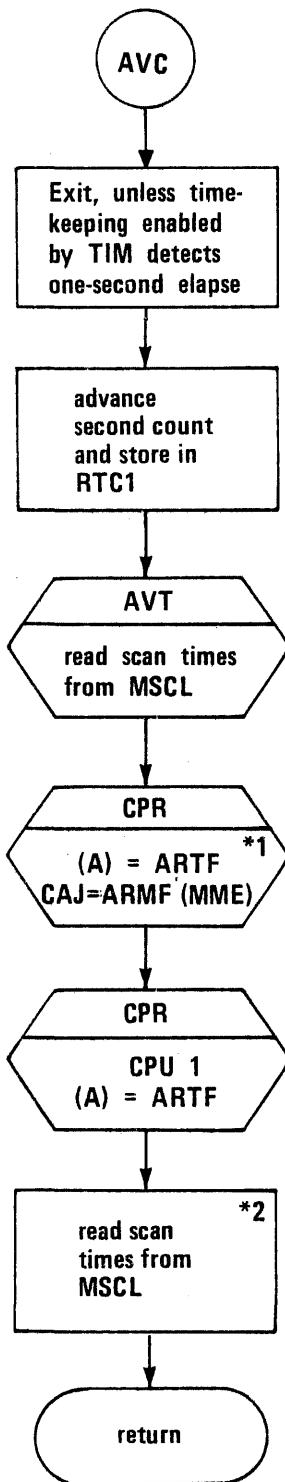 AVC
Exit, unless time-
keeping enabled
by TIM detects
one-second elapse
advance
second count
and store in
RTC1
AVT
read scan times
from MSCL
CPR
*1
(A) = ARTF
CAJ=ARMF (MME)
CPR
CPU 1
(A) = ARTF
*2
read scan
times from
MSCL
return